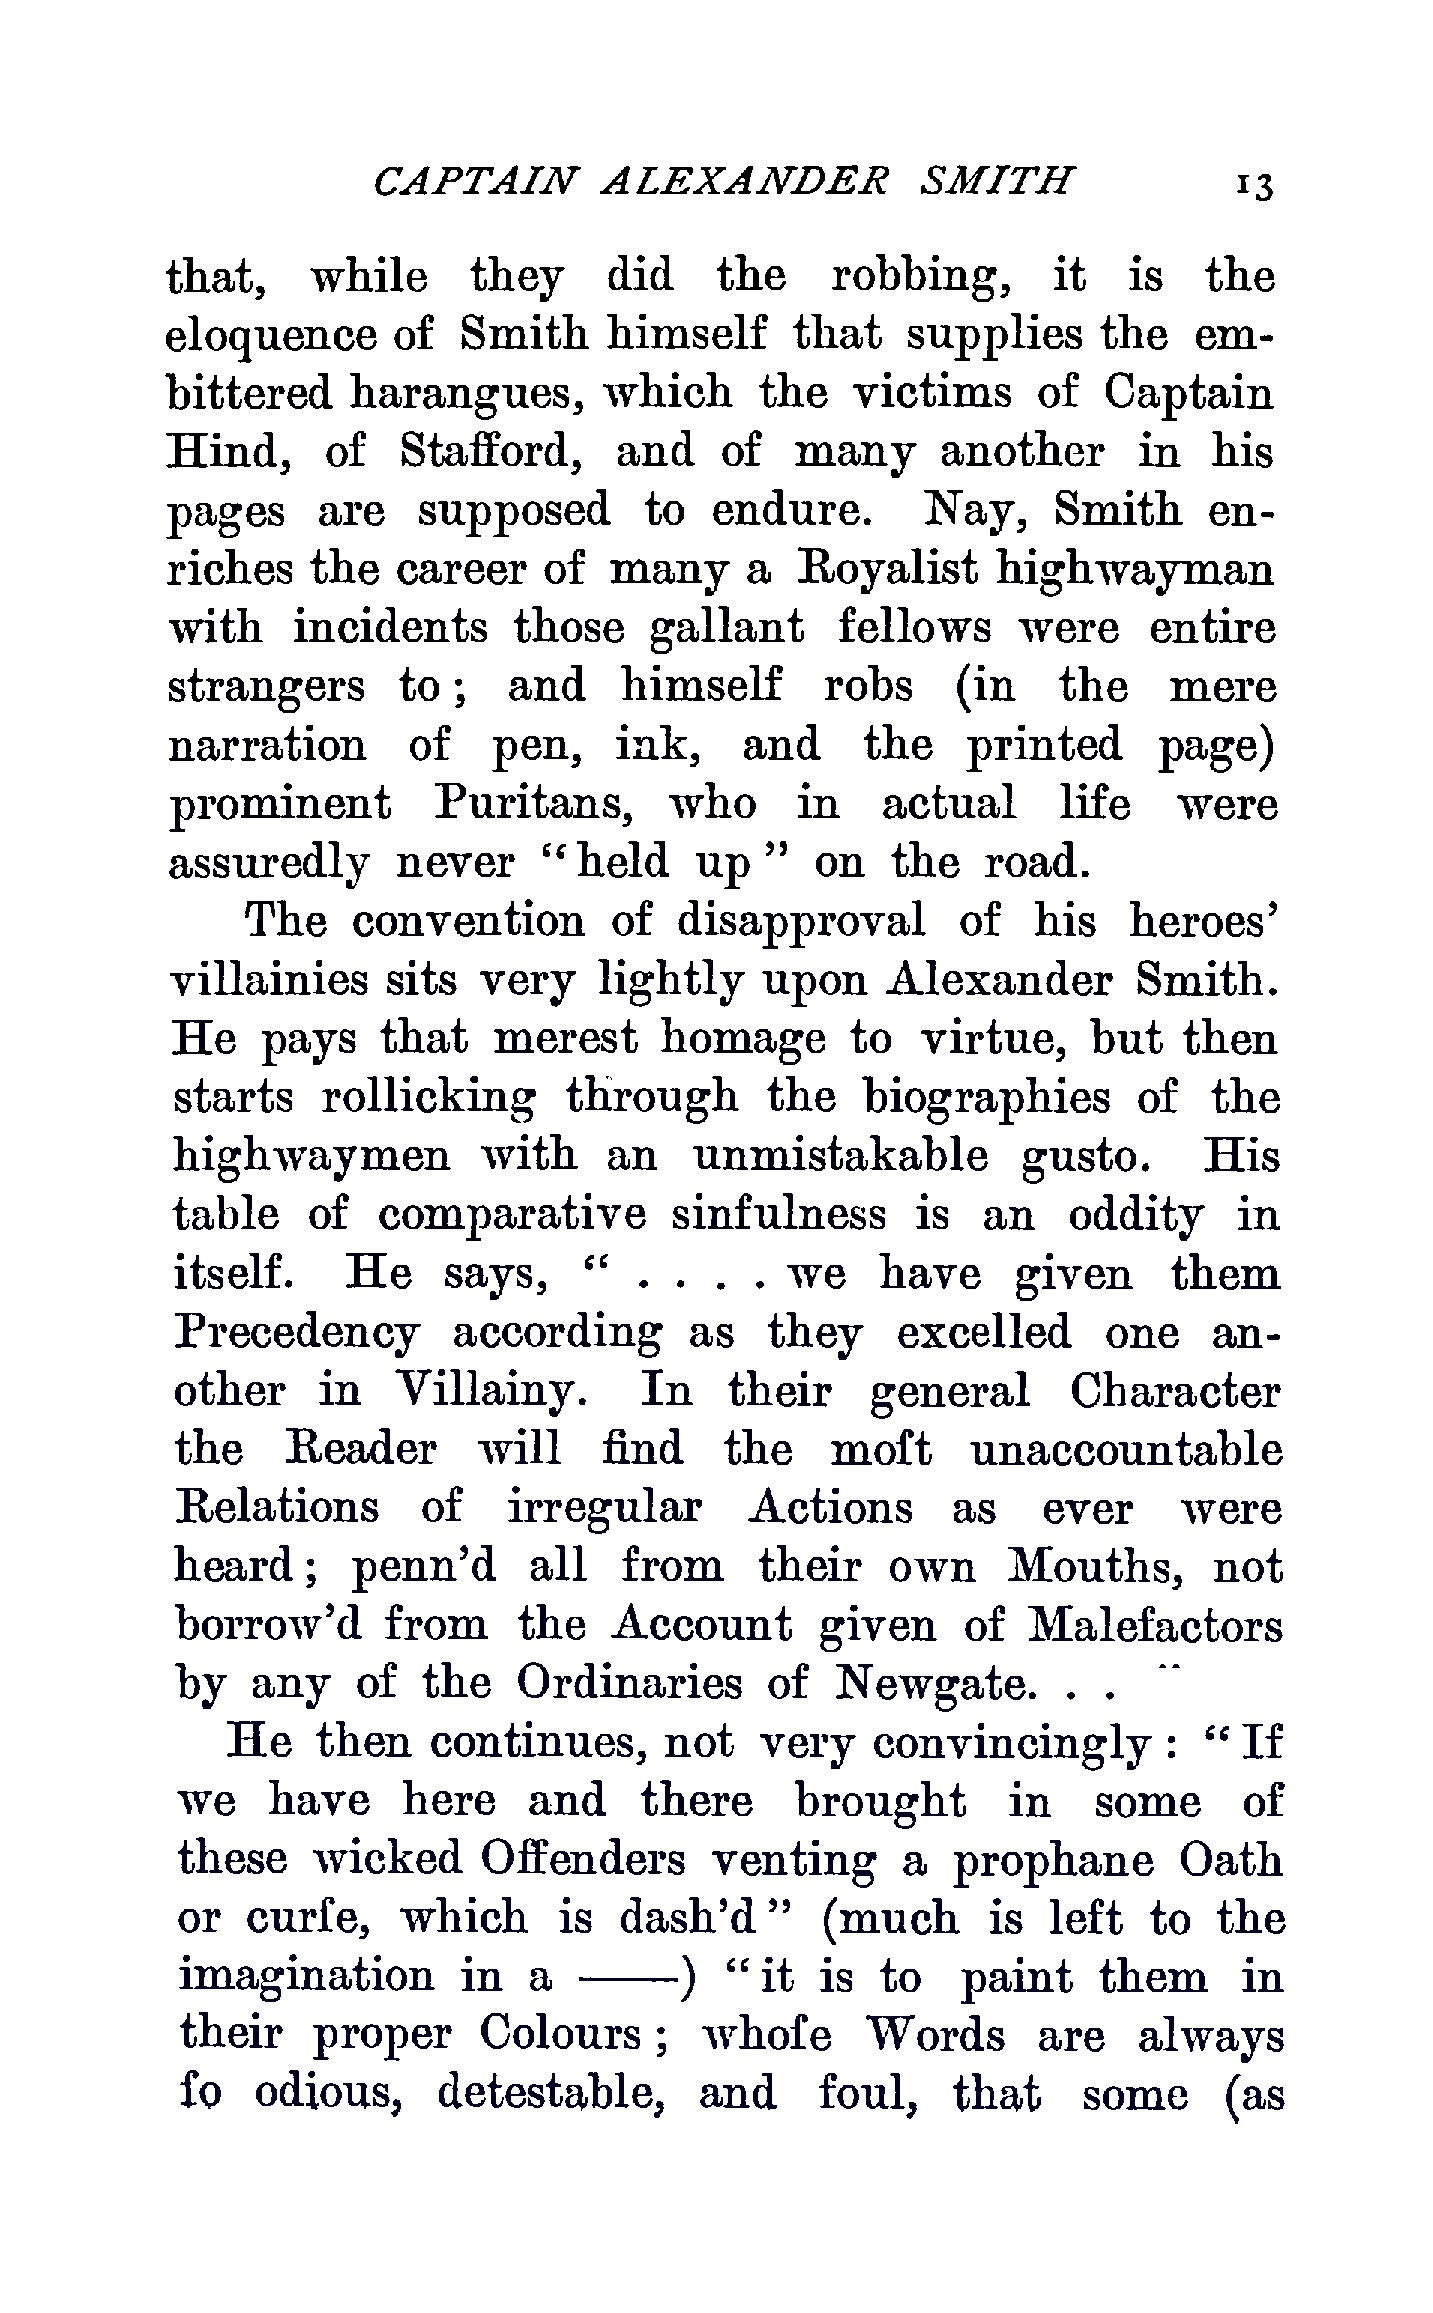 CAPTAIN ALEXANDER SMITH 13
that, while they did the robbing, it is the
eloquence of Smith himself that supplies the em-
bittered harangues, which the victims of Captain
Hind, of Stafford, and of many another in his
pages are supposed to endure. Nay, Smith en-
riches the career of many a Royalist highwayman
with incidents those gallant fellows were entire
strangers to ; and himself robs (in the mere
narration of pen, ink, and the printed page)
prominent Puritans, who in actual life were
assuredly never “held up” on the road.
The convention of disapproval of his heroes’
villainies sits very lightly upon Alexander Smith.
He pays that merest homage to virtue, but then
starts rollicking through the biographies of the
highwaymen with an unmistakable gusto. His
table of comparative sinfulness is an oddity in
itself. He says, “ . . . . we have given them
Precedency according as they excelled one an-
other in Villainy. In their general Character
the Reader will find the moſt unaccountable
Relations of irregular Actions as ever were
heard ; penn’d all from their own Mouths, not
borrow’d from the Account given of Malefactors
by any of the Ordinaries of Newgate. . . ”
He then continues, not very convincingly : “ If
we have here and there brought in some of
these wicked Offenders venting a prophane Oath
or curſe, which is dash’d ” (much is left to the
imagination in a ——) “ it is to paint them in
their proper Colours ; whoſe Words are always
ſo odious, detestable, and foul, that some (as